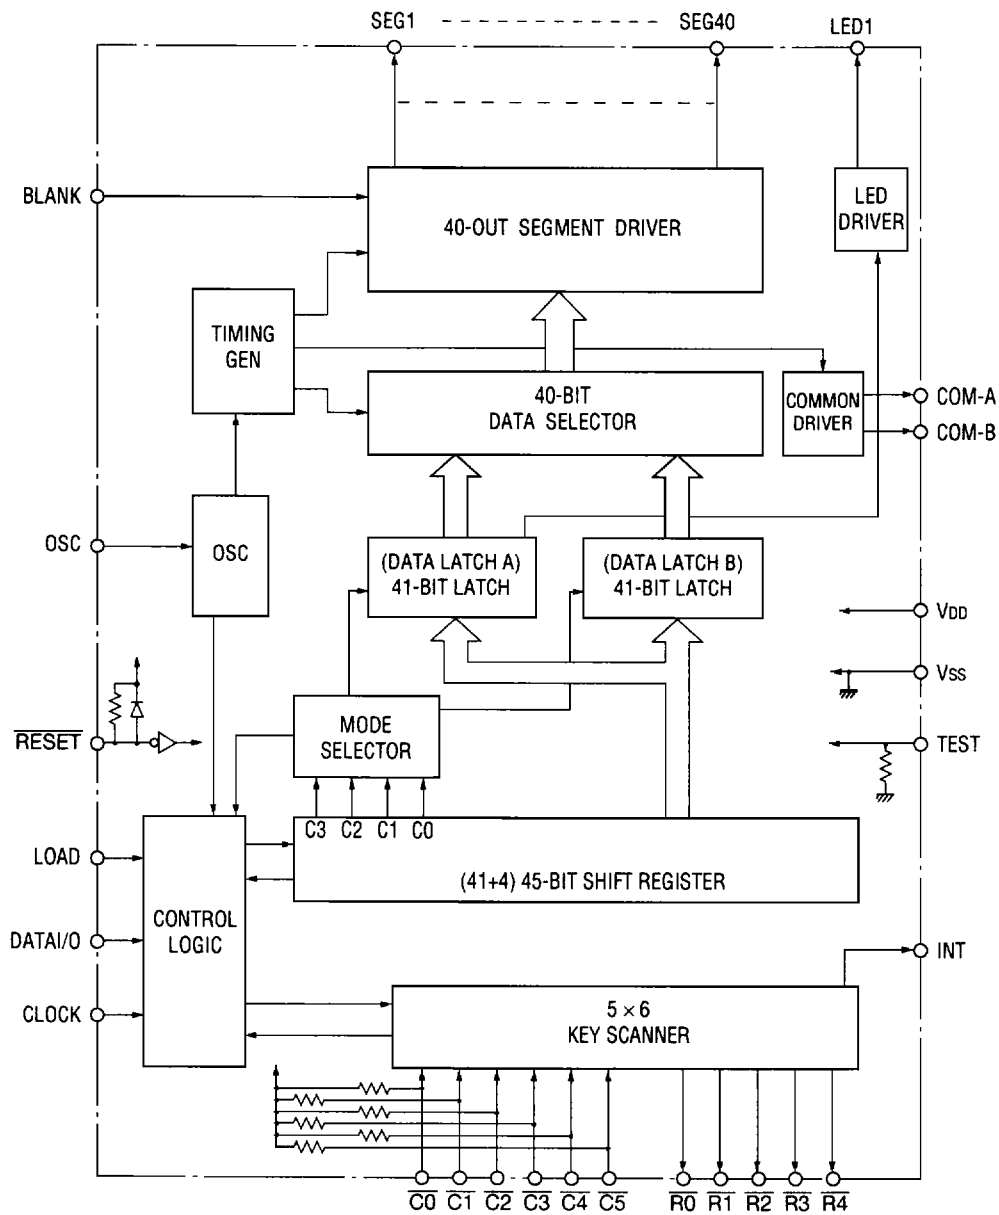 SEG1
SEG40
LED1
BLANK
40-OUT SEGMENT DRIVER
LED
DRIVER
TIMING
GEN
40-BIT
DATA SELECTOR
COMMON
DRIVER
COM-A
COM-B
OSC
OSC
(DATA LATCH A)
41-BIT LATCH
(DATA LATCH B)
41-BIT LATCH
VDD
VSS
RESET
MODE
SELECTOR
TEST
C3 C2 C1 C0
LOAD
(41+4) 45-BIT SHIFT REGISTER
CONTROL
LOGIC
DATAI/O
INT
CLOCK
5 × 6
KEY SCANNER
C0 C1 C2 C3 C4 C5
R0 R1 R2 R3 R4